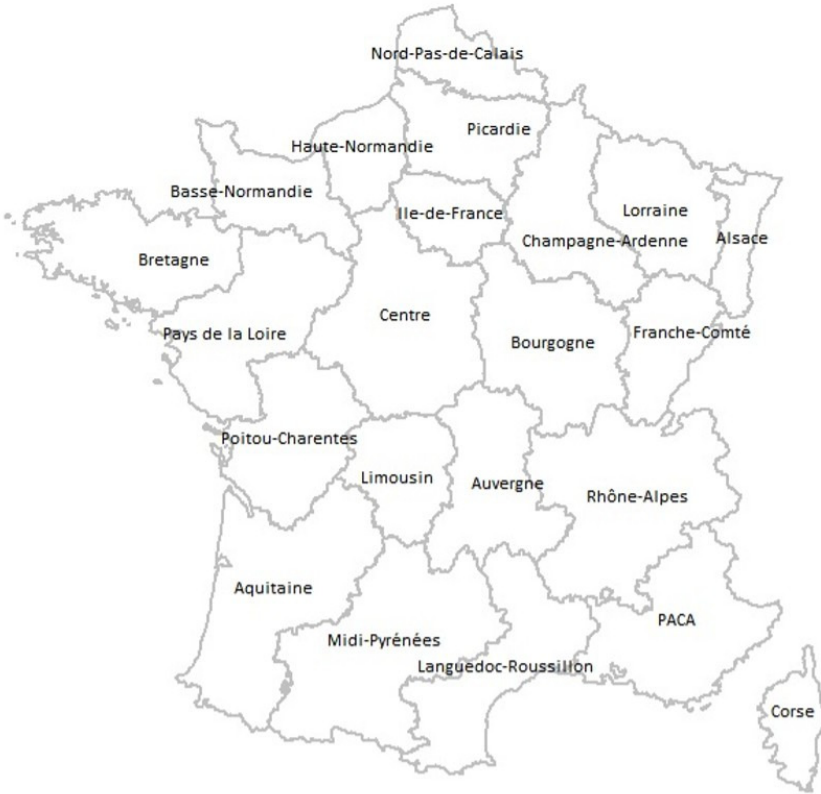 Nord-Pas-de-Calais
Picardie
Haute-Normandie
Basse-Normandie
Ile-de-France
Lorraine
Champagne-Ardenne
Alsace
Bretagne
Centre
Pays de la Loire
Bourgogne
Franche-Comté
Poitou-Charentes
Limousin
Auvergne
Rhône-Alpes
Aquitaine
PACA
Midi-Pyrénées
Languedoc-Roussillon
Corse